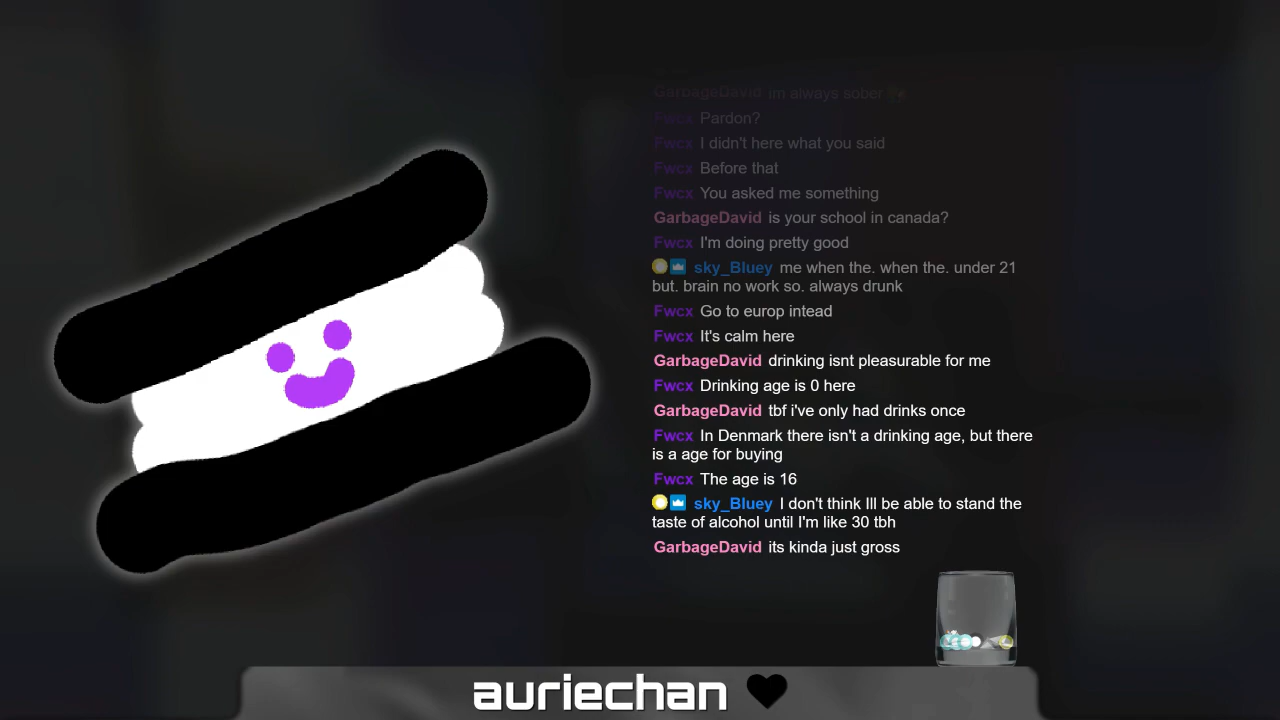 GarbageDavid im always sober
Fwcx Pardon?
Fwcx I didn't here what you said
Fwcx Before that
Fwcx You asked me something
GarbageDavid is your school in canada?
Fwcx I'm doing pretty good
sky_Bluey me when the. when the. under 21
but. brain no work so. always drunk
Fwcx Go to europ intead
Fwcx It's calm here
GarbageDavid drinking isnt pleasurable for me
Fwcx Drinking age is 0 here
GarbageDavid tbf i've only had drinks once
Fwcx In Denmark there isn't a drinking age, but there
is a age for buying
Fwcx The age is 16
sky_Bluey I don't think Ill be able to stand the
taste of alcohol until I'm like 30 tbh
GarbageDavid its kinda just gross
auriechan